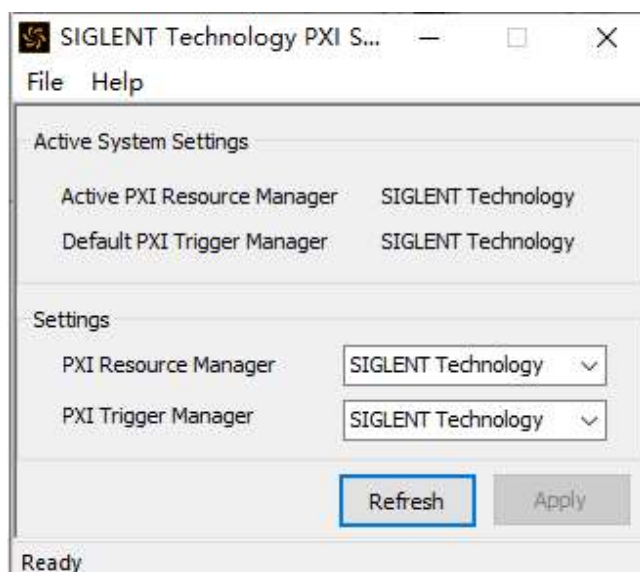 SIGLENT Technology PXI S...
File Help
Active System Settings
Active PXI Resource Manager SIGLENT Technology
Default PXI Trigger Manager SIGLENT Technology
Settings
PXI Resource Manager SIGLENT Technology
PXI Trigger Manager SIGLENT Technology
Refresh Apply
Ready